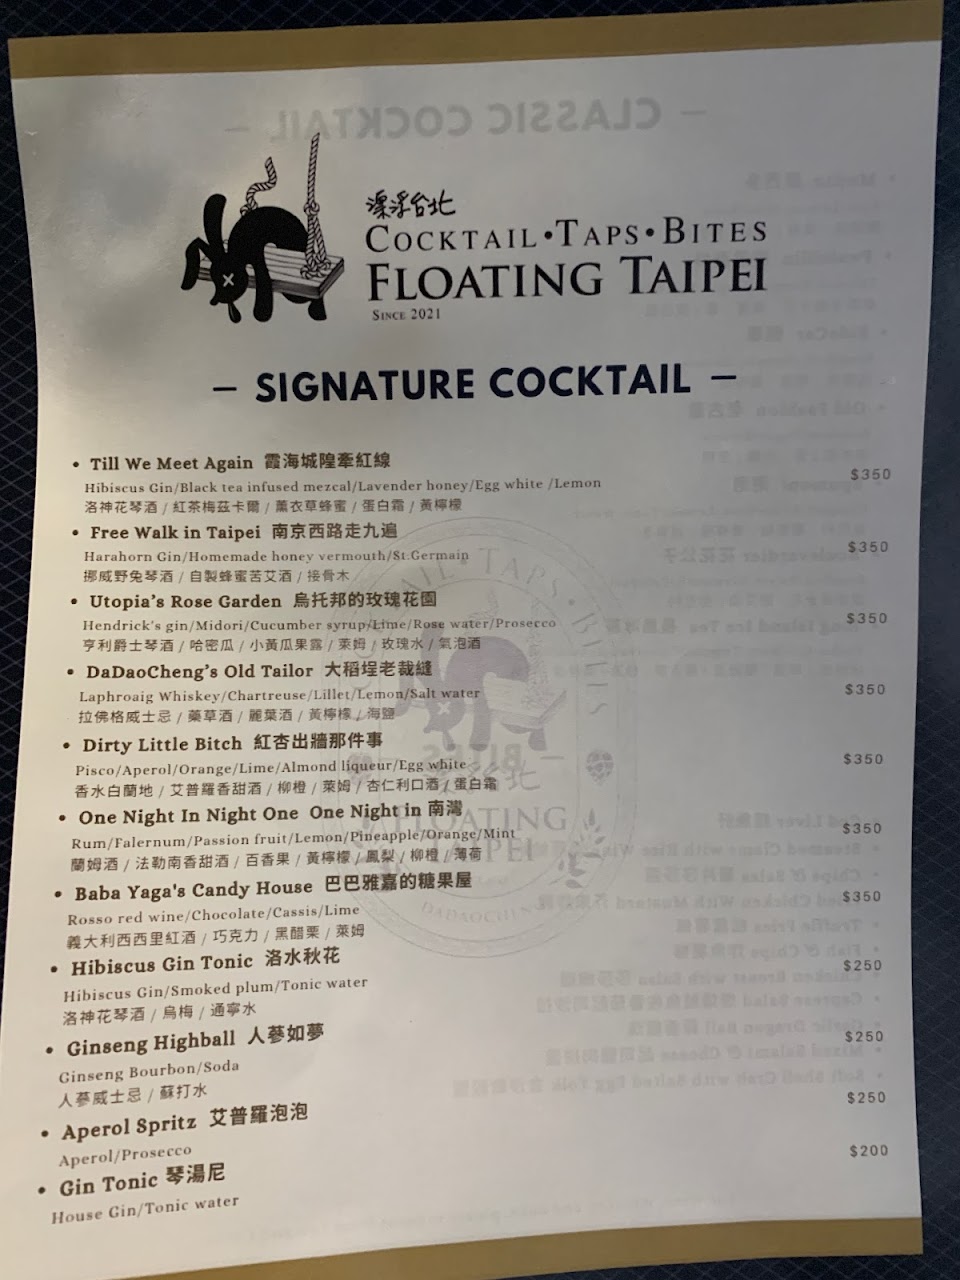 漂浮台北
COCKTAIL•TAPS•BITES
FLOATING TAIPEI
SINCE 2021
– SIGNATURE COCKTAIL –
• Till We Meet Again 霞海城隍牽紅線
$350
Hibiscus Gin/Black tea infused mezcal/Lavender honey/Egg white /Lemon
洛神花琴酒 / 紅茶梅茲卡爾 / 薰衣草蜂蜜 / 蛋白霜 / 黃檸檬
• Free Walk in Taipei 南京西路走九遍
$350
Harahorn Gin/Homemade honey vermouth/St.Germain
挪威野兔琴酒 / 自製蜂蜜苦艾酒 / 接骨木
• Utopia's Rose Garden 烏托邦的玫瑰花園
$350
Hendrick's gin/Midori/Cucumber syrup/Lime/Rose water/Prosecco
亨利爵士琴酒 / 哈密瓜 / 小黃瓜果露 / 萊姆 / 玫瑰水 / 氣泡酒
• DaDaoCheng's Old Tailor 大稻埕老裁縫
$350
Laphroaig Whiskey/Chartreuse/Lillet/Lemon/Salt water
拉佛格威士忌 / 藥草酒 / 麗葉酒 / 黃檸檬 / 海鹽
• Dirty Little Bitch 紅杏出牆那件事
$350
Pisco/Aperol/Orange/Lime/Almond liqueur/Egg white
香水白蘭地 / 艾普羅香甜酒 / 柳橙 / 萊姆 / 杏仁利口酒 / 蛋白霜
• One Night In Night One One Night in 南灣
$350
Rum/Falernum/Passion fruit/Lemon/Pineapple/Orange/Mint
蘭姆酒 / 法勒南香甜酒 / 百香果 / 黃檸檬 / 鳳梨 / 柳橙 / 薄荷
• Baba Yaga's Candy House 巴巴雅嘉的糖果屋
$350
Rosso red wine/Chocolate/Cassis/Lime
義大利西西里紅酒 / 巧克力 / 黑醋栗 / 萊姆
• Hibiscus Gin Tonic 洛水秋花
$250
Hibiscus Gin/Smoked plum/Tonic water
洛神花琴酒 / 烏梅 / 通寧水
• Ginseng Highball 人蔘如夢
$250
Ginseng Bourbon/Soda
人蔘威士忌 / 蘇打水
• Aperol Spritz 艾普羅泡泡
$250
Aperol/Prosecco
• Gin Tonic 琴湯尼
$200
House Gin/Tonic water